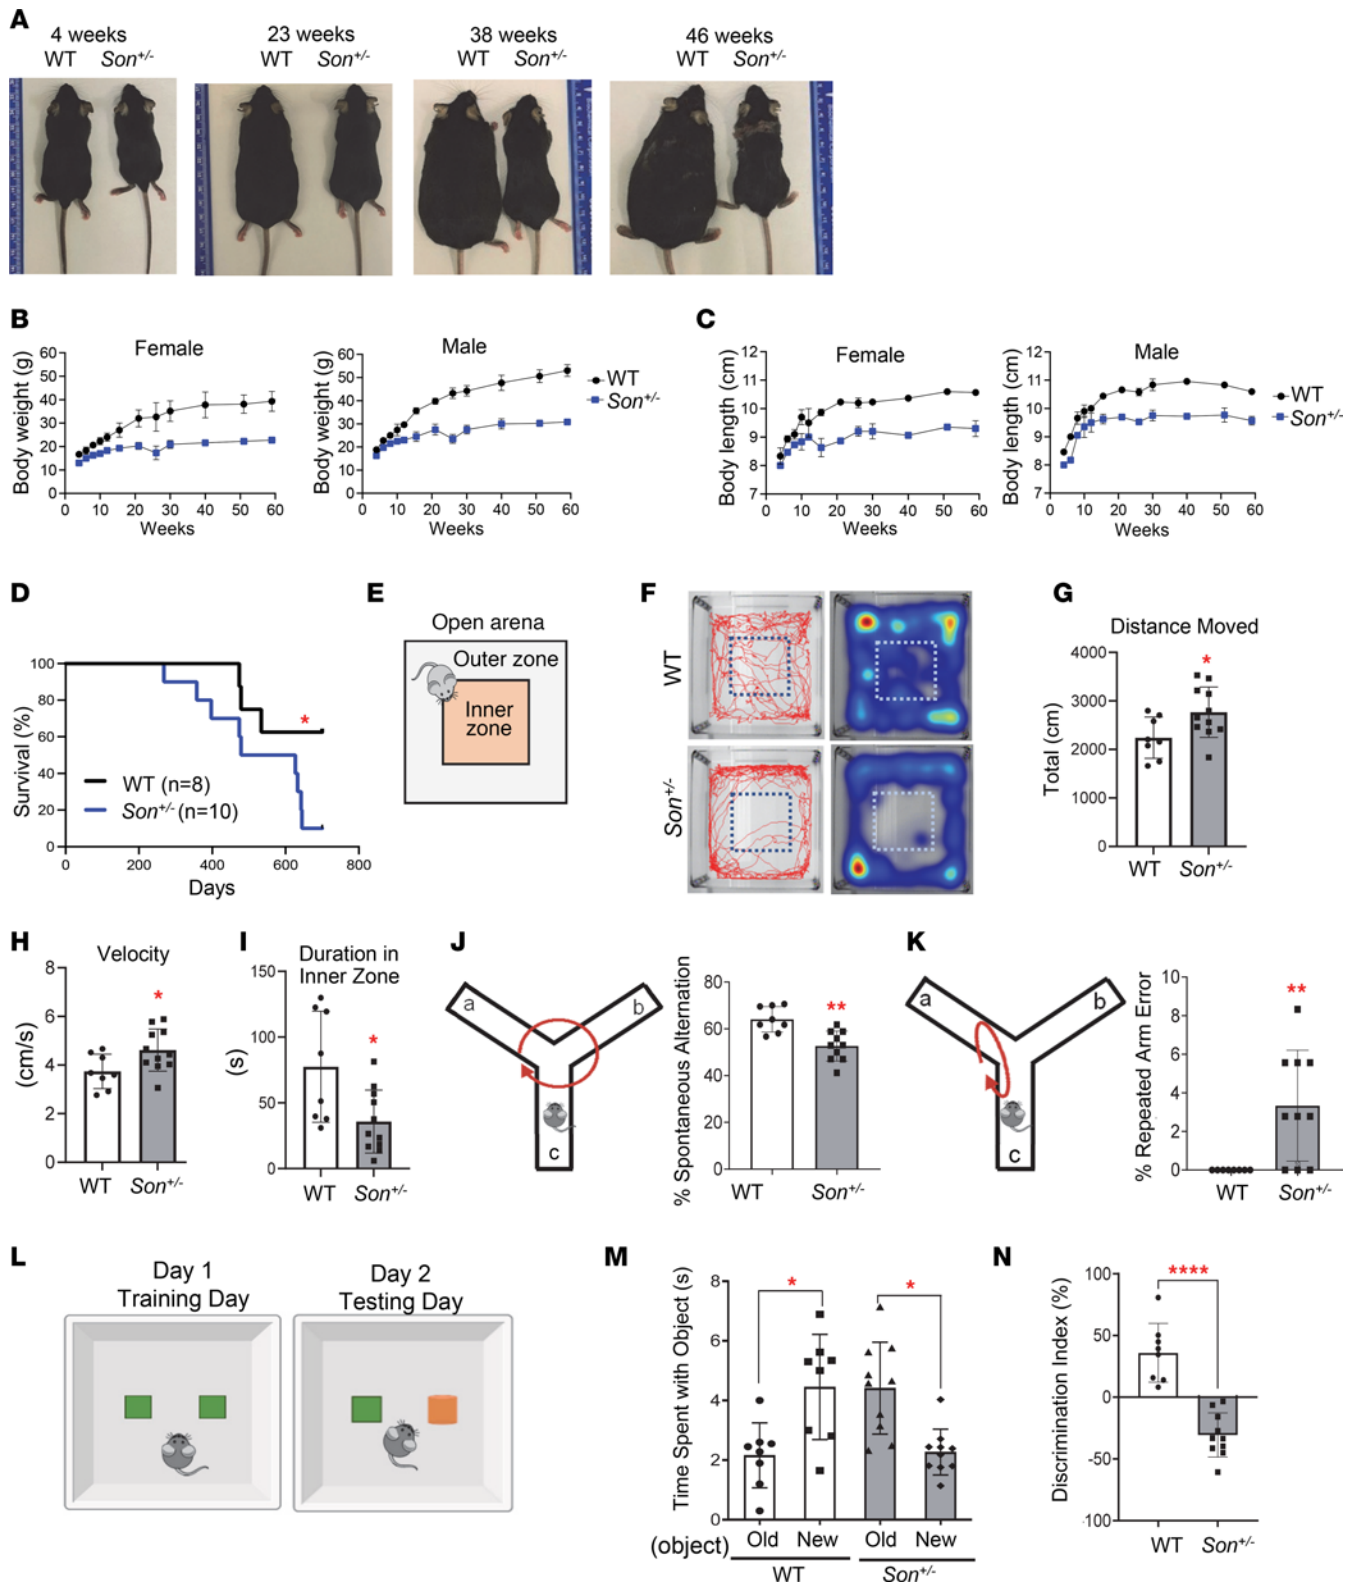 A
4 weeks
WT Son+/-
23 weeks
WT Son+/-
38 weeks
WT Son+/-
46 weeks
WT Son+/-
B
Female
Body weight (g)
60
50
40
30
20
10
0
0 10 20 30 40 50 60
Weeks
Male
Body weight (g)
60
50
40
30
20
10
0
0 10 20 30 40 50 60
Weeks
WT
Son+/-
C
Female
Body length (cm)
12
11
10
9
8
7
0 10 20 30 40 50 60
Weeks
Male
Body length (cm)
12
11
10
9
8
7
0 10 20 30 40 50 60
Weeks
WT
Son+/-
D
Survival (%)
100
80
60
40
20
0
*
WT (n=8)
Son+/- (n=10)
0 200 400 600 800
Days
E
Open arena
Outer zone
Inner
zone
F
WT
Son+/-
G
Distance Moved
Total (cm)
4000
3000
2000
1000
0
*
WT Son+/-
H
Velocity
(cm/s)
8
6
4
2
0
*
WT Son+/-
I
Duration in
Inner Zone
(s)
150
100
50
0
*
WT Son+/-
J
a
b
c
% Spontaneous Alternation
80
60
40
20
0
**
WT Son+/-
K
a
b
c
% Repeated Arm Error
10
8
6
4
2
0
**
WT Son+/-
L
Day 1
Training Day
Day 2
Testing Day
M
Time Spent with Object (s)
8
6
4
2
0
*
*
(object) Old New Old New
WT Son+/-
N
Discrimination Index (%)
100
50
0
-50
-100
****
WT Son+/-